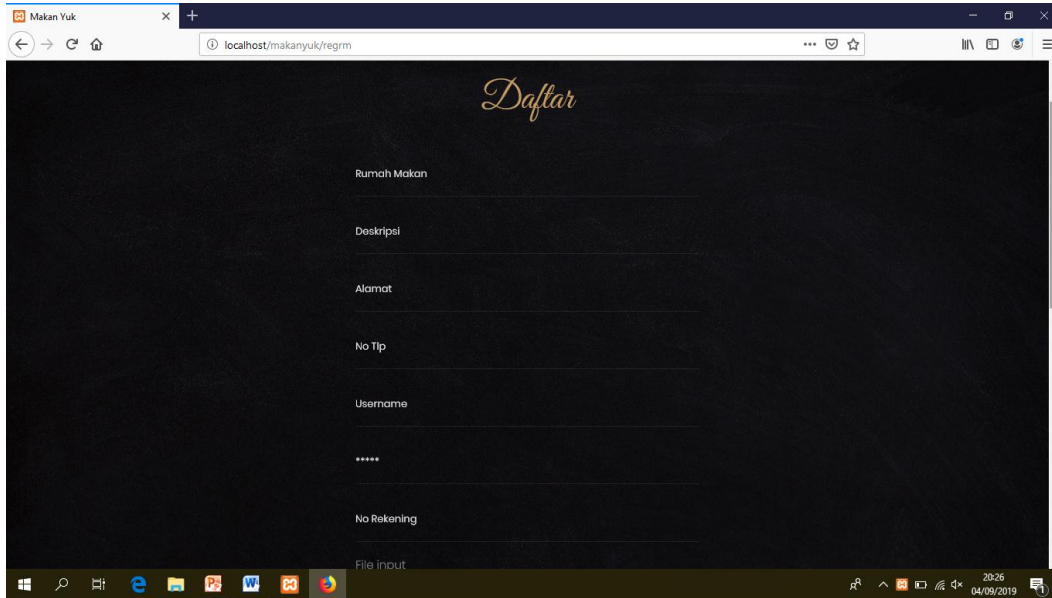 Makan Yuk
localhost/makanyuk/regrm
Daftar
Rumah Makan
Deskripsi
Alamat
No Tlp
Username
*****
No Rekening
File input
20:26
04/09/2019